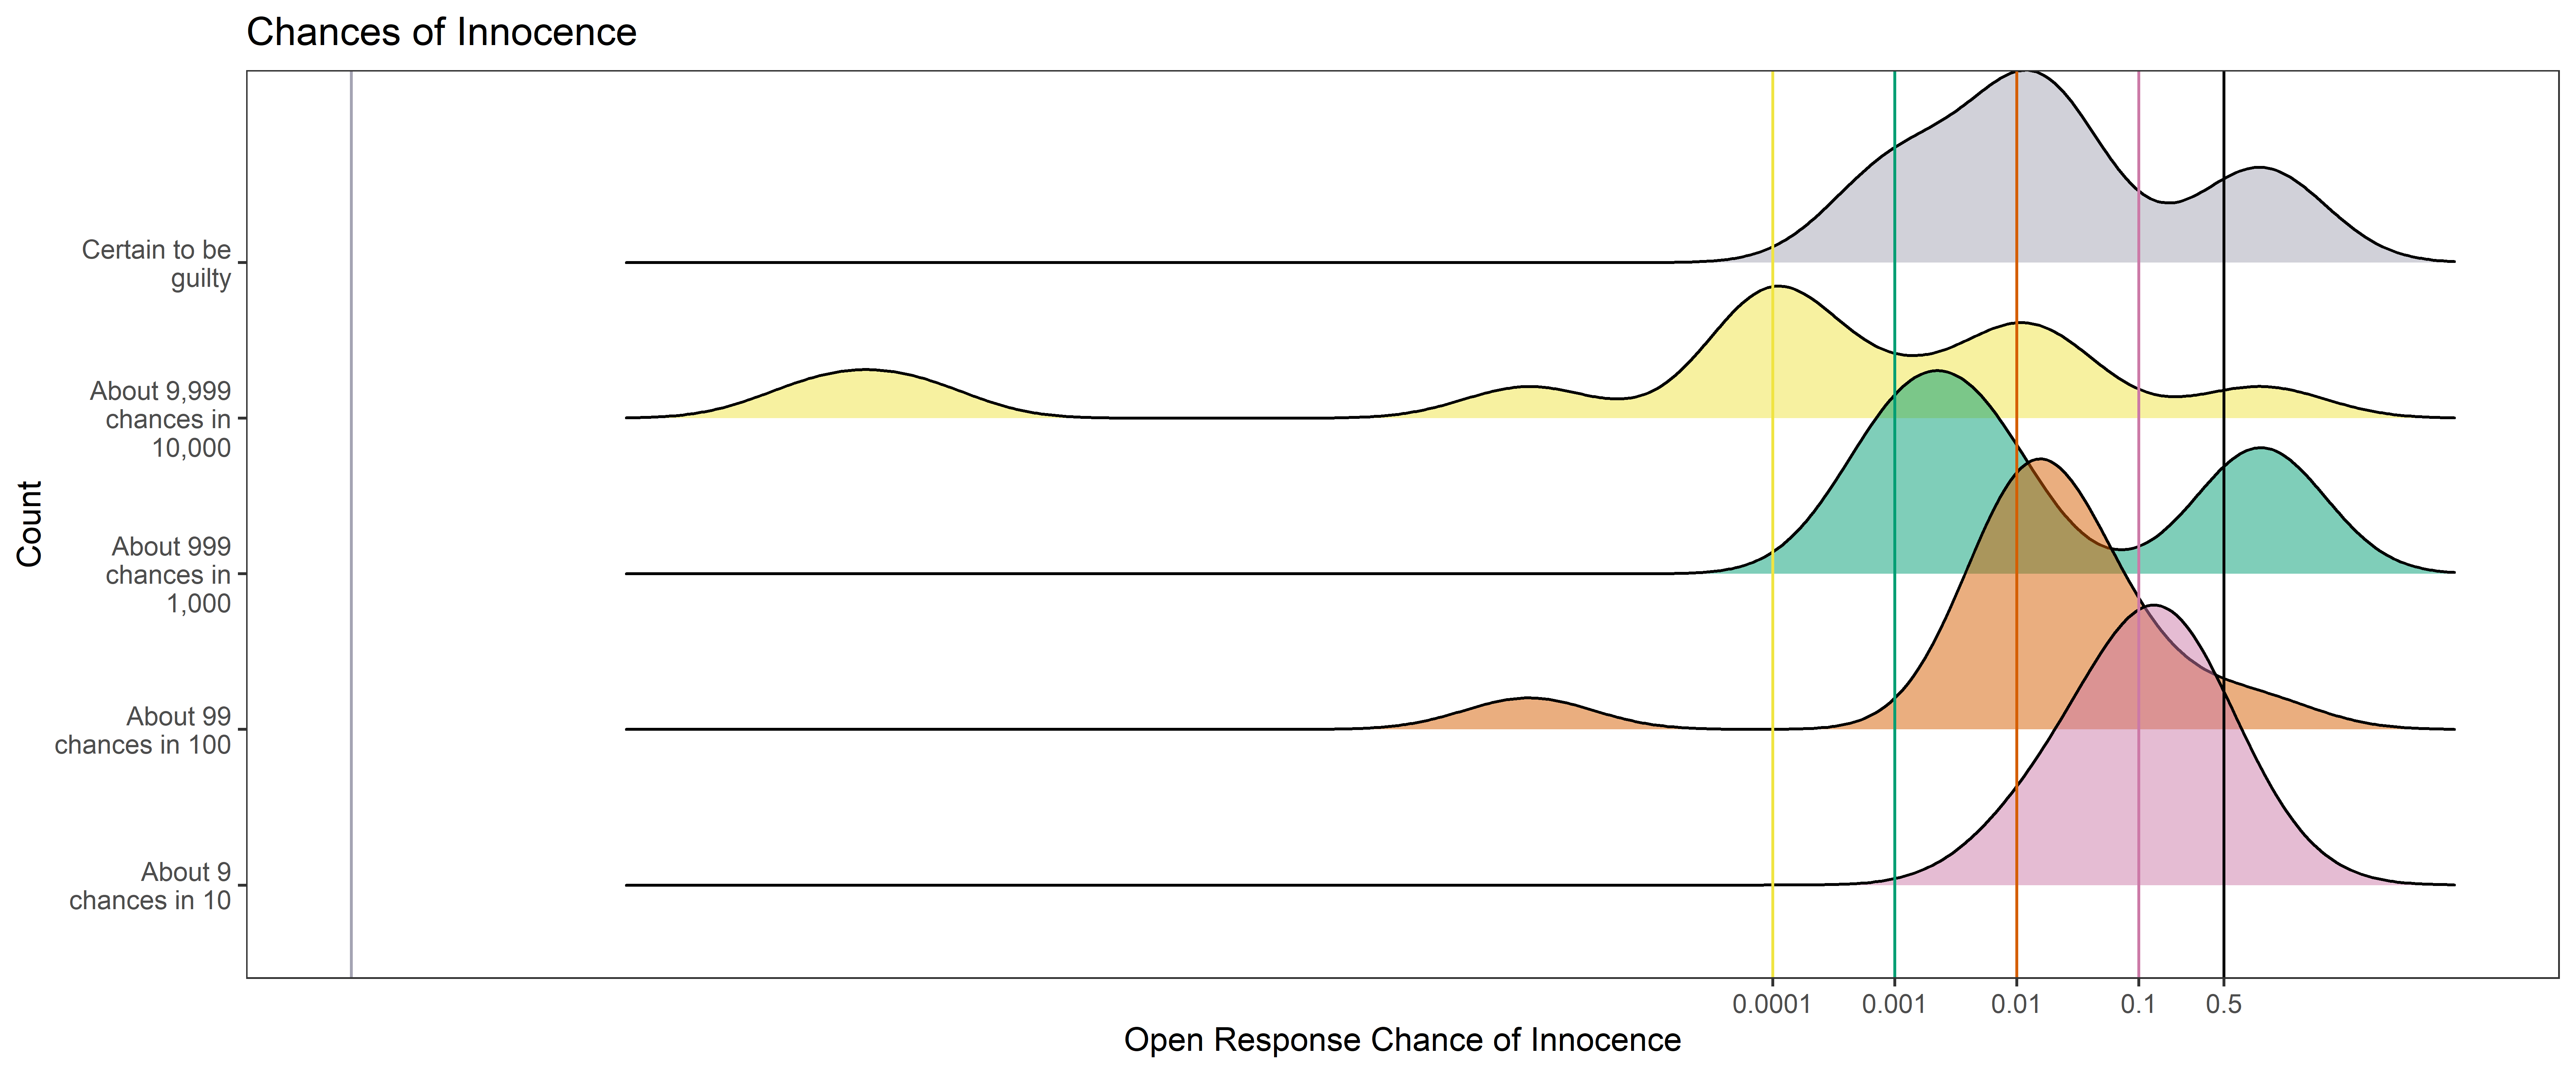 Chances of Innocence
Certain to be
guilty
About 9,999
chances in
10,000
About 999
chances in
1,000
About 99
chances in 100
About 9
chances in 10
Count
0.0001 0.001 0.01 0.1 0.5
Open Response Chance of Innocence